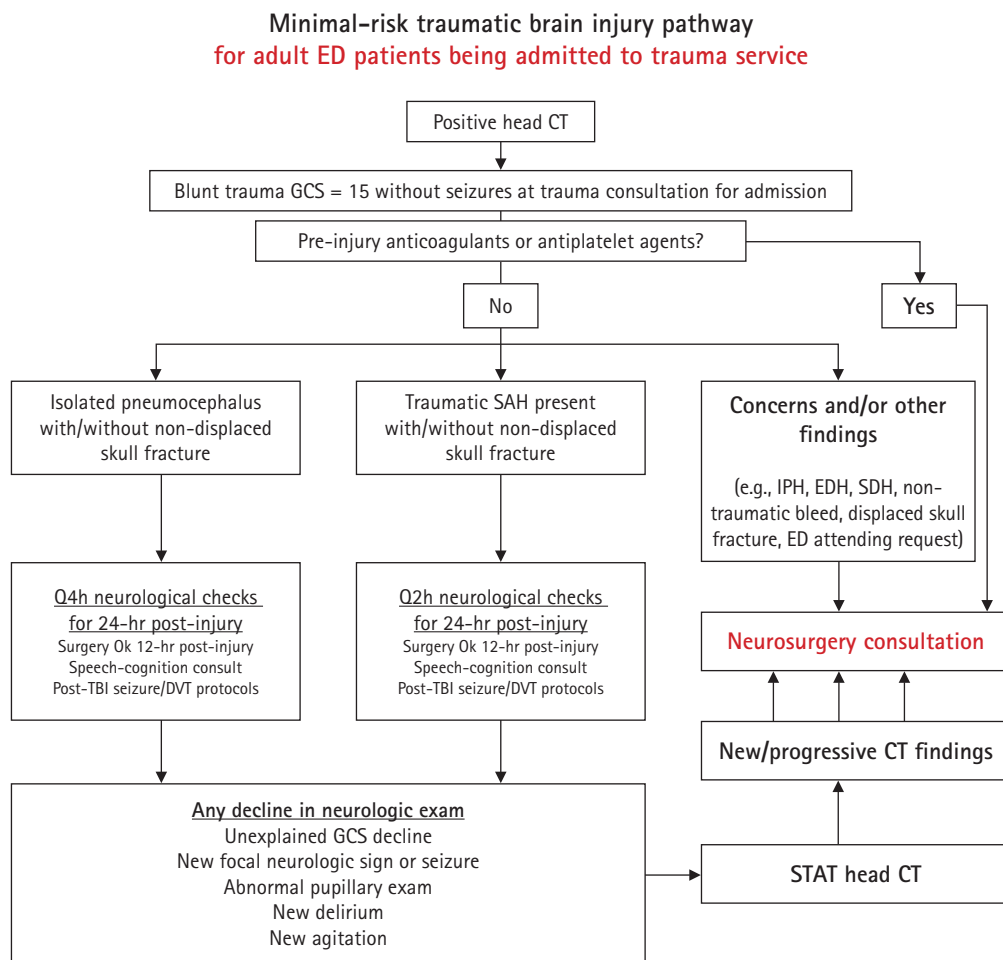 Minimal-risk traumatic brain injury pathway
for adult ED patients being admitted to trauma service
Positive head CT
Blunt trauma GCS = 15 without seizures at trauma consultation for admission
Pre-injury anticoagulants or antiplatelet agents?
No
Yes
Isolated pneumocephalus
with/without non-displaced
skull fracture
Traumatic SAH present
with/without non-displaced
skull fracture
Concerns and/or other
findings
(e.g., IPH, EDH, SDH, non-
traumatic bleed, displaced skull
fracture, ED attending request)
Q4h neurological checks
for 24-hr post-injury
Surgery Ok 12-hr post-injury
Speech-cognition consult
Post-TBI seizure/DVT protocols
Q2h neurological checks
for 24-hr post-injury
Surgery Ok 12-hr post-injury
Speech-cognition consult
Post-TBI seizure/DVT protocols
Neurosurgery consultation
New/progressive CT findings
Any decline in neurologic exam
Unexplained GCS decline
New focal neurologic sign or seizure
Abnormal pupillary exam
New delirium
New agitation
STAT head CT